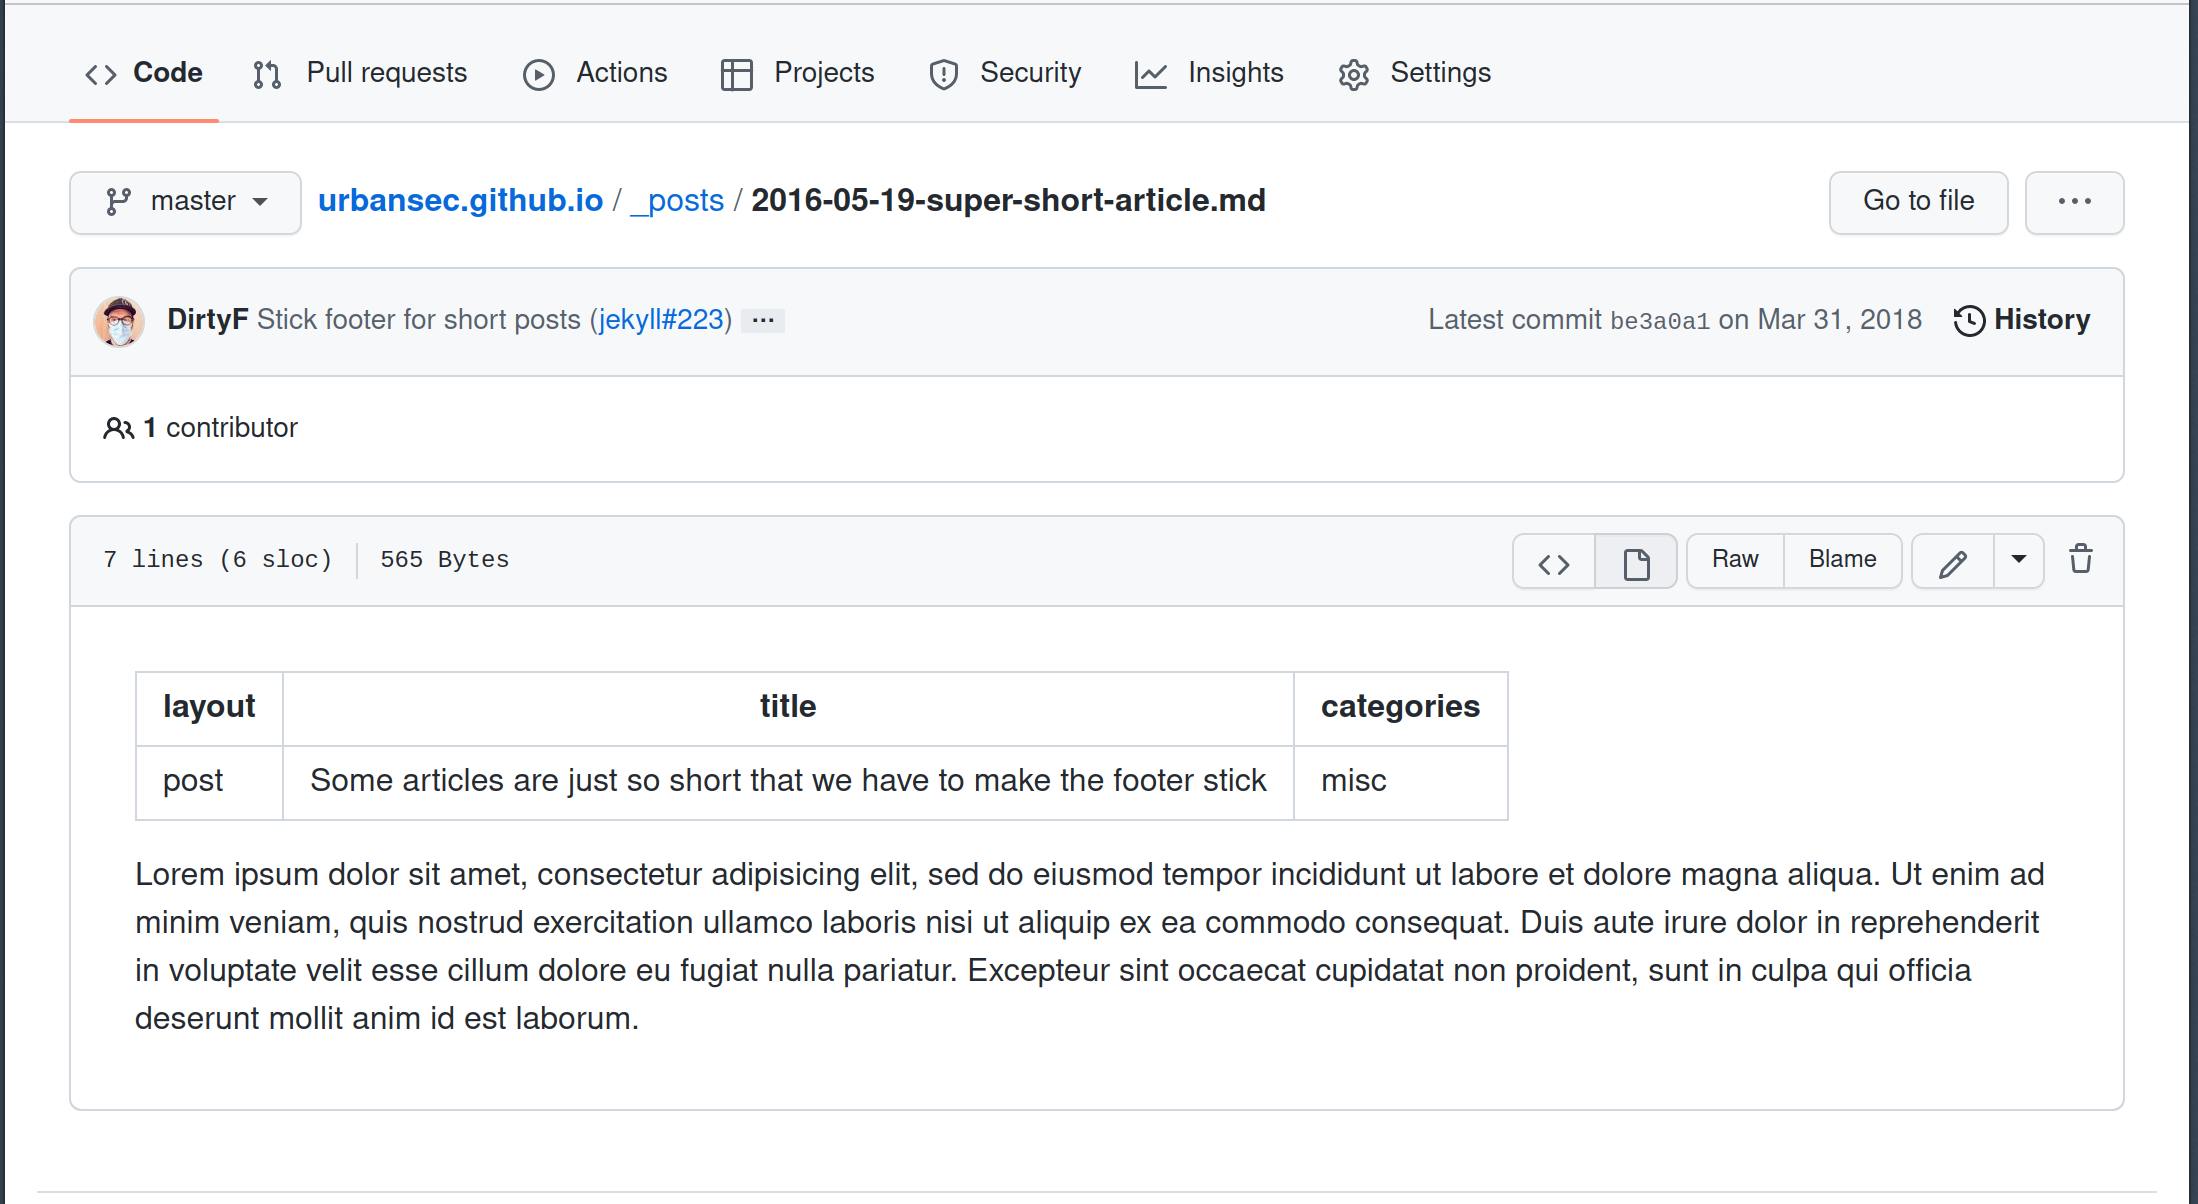 Code Pull requests Actions Projects Security Insights Settings
master urbansec.github.io / _posts / 2016-05-19-super-short-article.md Go to file ...
DirtyF Stick footer for short posts (jekyll#223) ... Latest commit be3a0a1 on Mar 31, 2018 History
1 contributor
7 lines (6 sloc) 565 Bytes Raw Blame
layout title categories
post Some articles are just so short that we have to make the footer stick misc
Lorem ipsum dolor sit amet, consectetur adipisicing elit, sed do eiusmod tempor incididunt ut labore et dolore magna aliqua. Ut enim ad
minim veniam, quis nostrud exercitation ullamco laboris nisi ut aliquip ex ea commodo consequat. Duis aute irure dolor in reprehenderit
in voluptate velit esse cillum dolore eu fugiat nulla pariatur. Excepteur sint occaecat cupidatat non proident, sunt in culpa qui officia
deserunt mollit anim id est laborum.